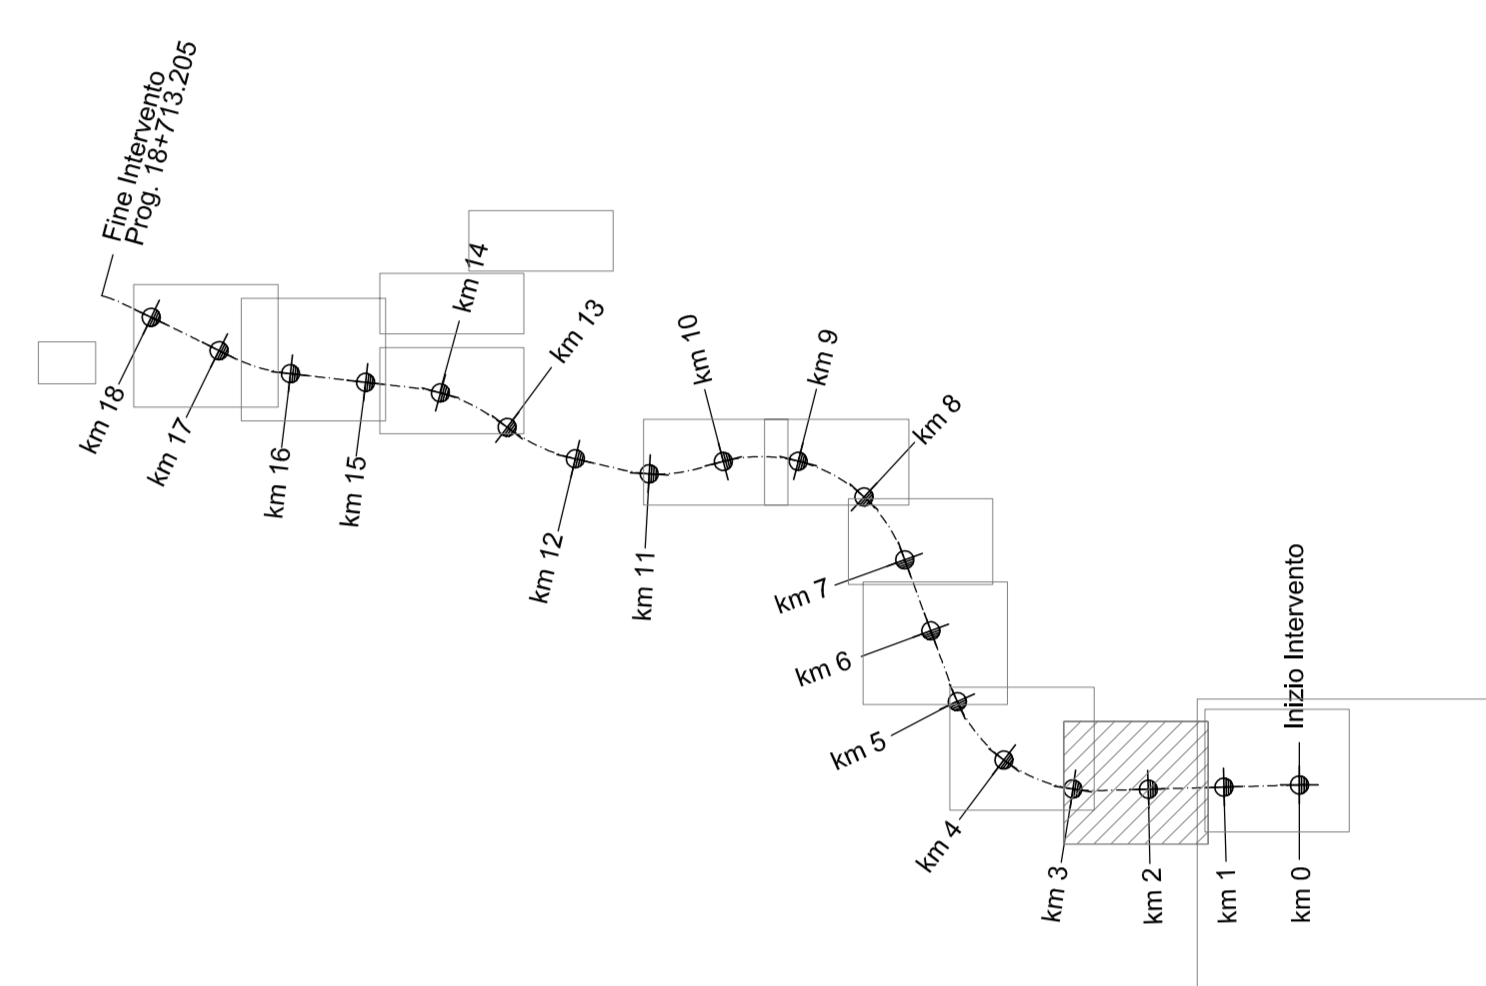 Fine Intervento
Prog. 18+713.205
km 18
km 17
km 16
km 15
km 14
km 13
km 12
km 11
km 10
km 9
km 8
km 7
km 6
km 5
km 4
km 3
km 2
km 1
km 0
Inizio Intervento